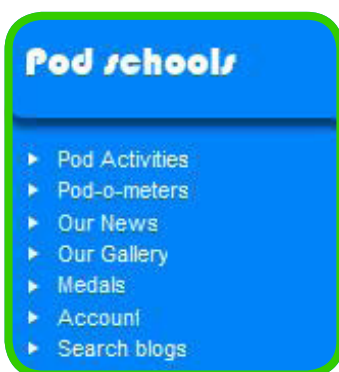 Pod schools
Pod Activities
Pod-o-meters
Our News
Our Gallery
Medals
Account
Search blogs